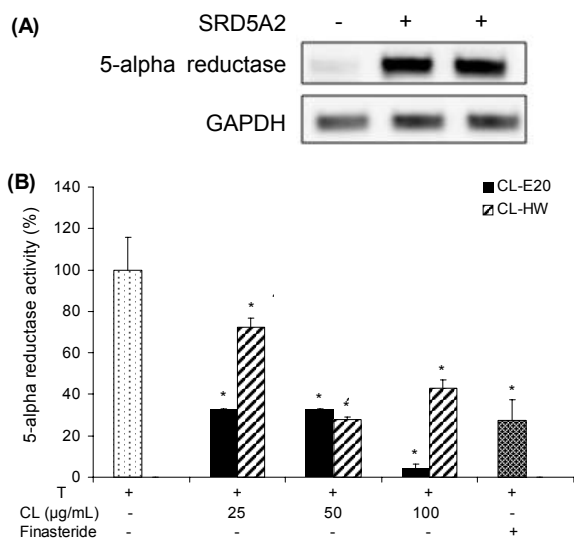 (A)
SRD5A2 - + +
5-alpha reductase
GAPDH
(B)
5-alpha reductase activity (%)
140
120
100
80
60
40
20
0
CL-E20
CL-HW
*
*
*
*
*
*
*
T + + + + +
CL (µg/mL) - 25 50 100 -
Finasteride - - - - +